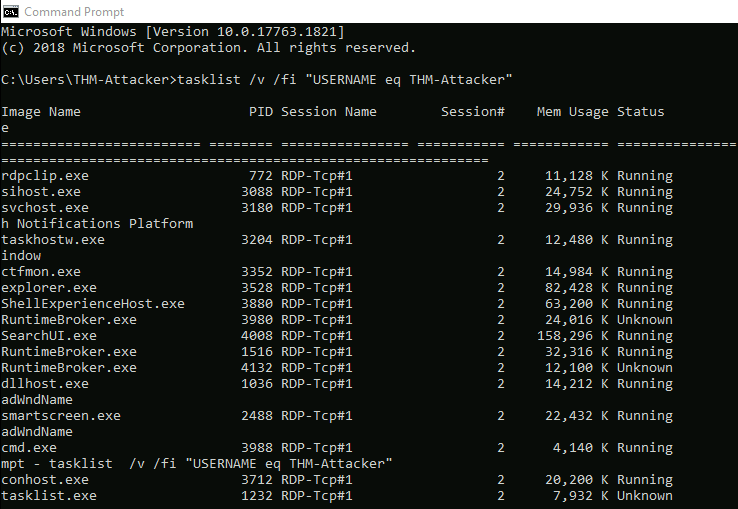 Command Prompt
Microsoft Windows [Version 10.0.17763.1821]
(c) 2018 Microsoft Corporation. All rights reserved.
C:\Users\THM-Attacker>tasklist /v /fi "USERNAME eq THM-Attacker"
Image Name                     PID Session Name        Session#    Mem Usage Status
e
========================= ======== ================ =========== ============ ===============
===========================================================
rdpclip.exe                    772 RDP-Tcp#1                  2     11,128 K Running
sihost.exe                    3088 RDP-Tcp#1                  2     24,752 K Running
svchost.exe                   3180 RDP-Tcp#1                  2     29,936 K Running
h Notifications Platform
taskhostw.exe                 3204 RDP-Tcp#1                  2     12,480 K Running
indow
ctfmon.exe                    3352 RDP-Tcp#1                  2     14,984 K Running
explorer.exe                  3528 RDP-Tcp#1                  2     82,428 K Running
ShellExperienceHost.exe       3880 RDP-Tcp#1                  2     63,200 K Running
RuntimeBroker.exe             3980 RDP-Tcp#1                  2     24,016 K Unknown
SearchUI.exe                  4008 RDP-Tcp#1                  2    158,296 K Running
RuntimeBroker.exe             1516 RDP-Tcp#1                  2     32,316 K Running
RuntimeBroker.exe             4132 RDP-Tcp#1                  2     12,100 K Unknown
dllhost.exe                   1036 RDP-Tcp#1                  2     14,212 K Running
adWndName
smartscreen.exe               2488 RDP-Tcp#1                  2     22,432 K Running
adWndName
cmd.exe                       3988 RDP-Tcp#1                  2      4,140 K Running
mpt - tasklist  /v /fi "USERNAME eq THM-Attacker"
conhost.exe                   3712 RDP-Tcp#1                  2     20,200 K Running
tasklist.exe                  1232 RDP-Tcp#1                  2      7,932 K Unknown